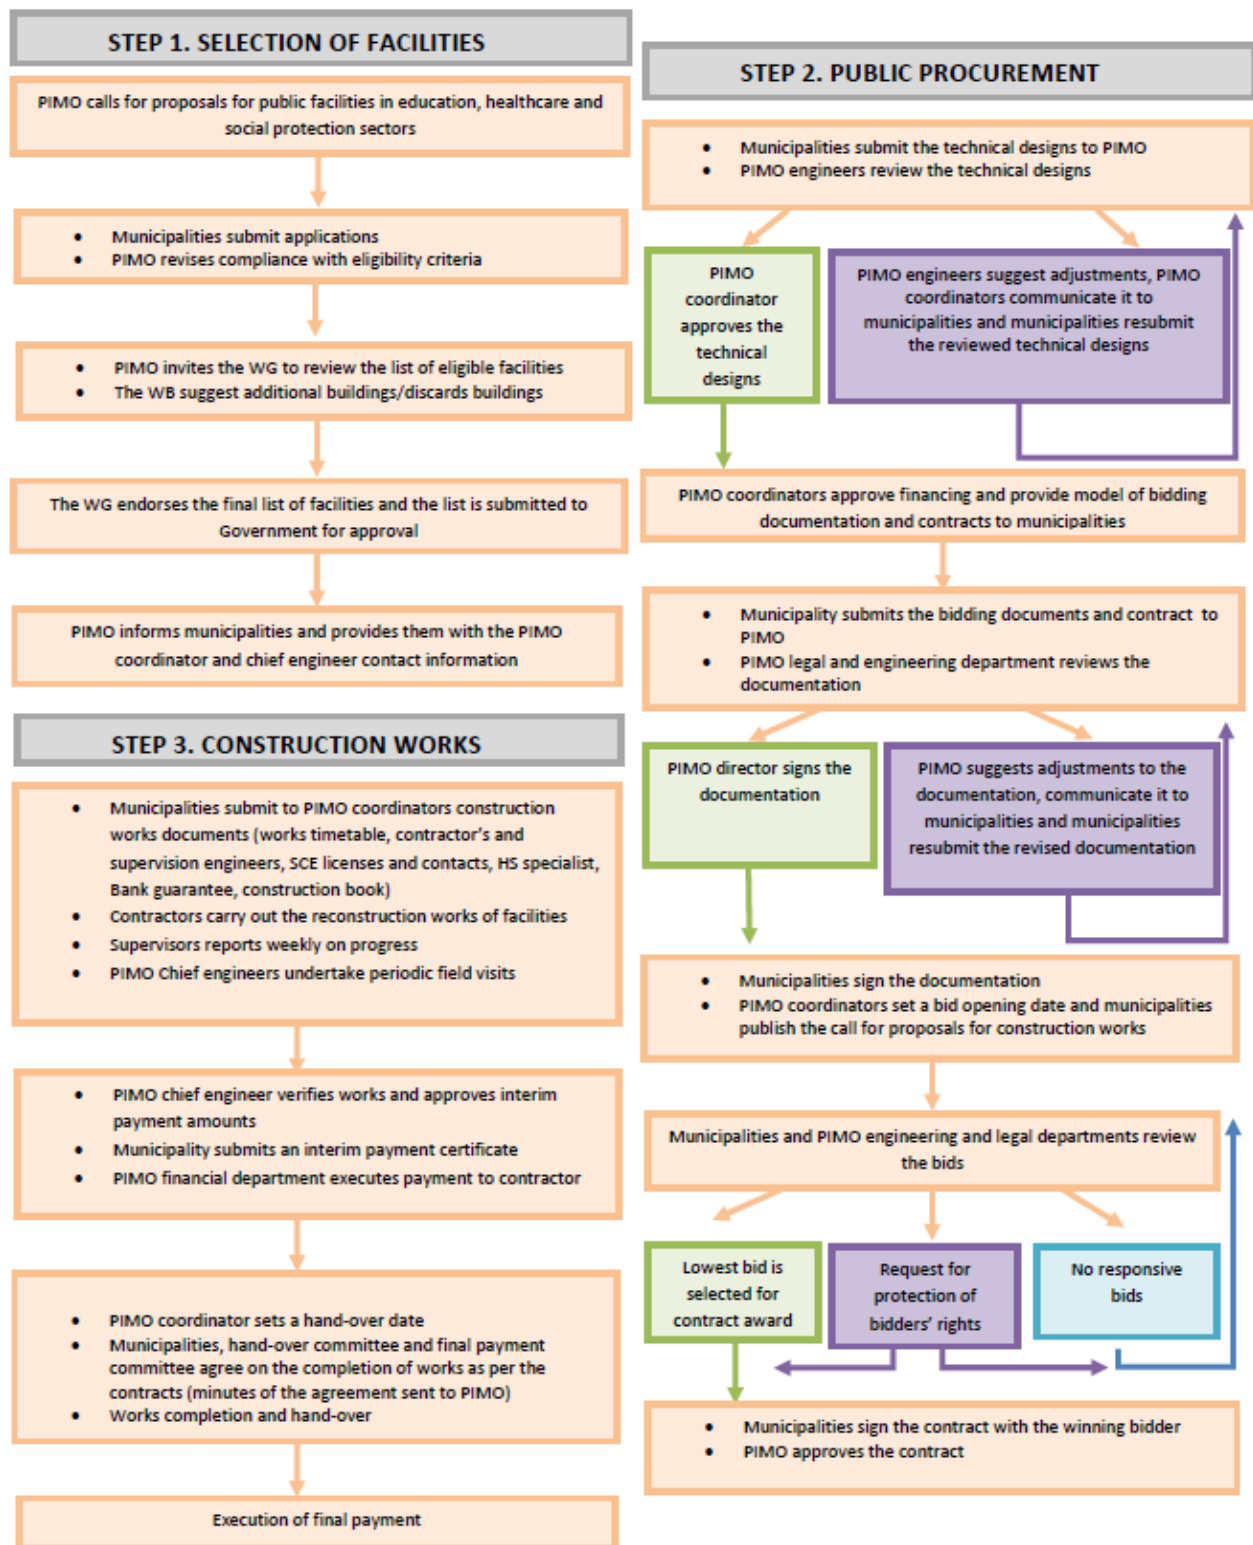 STEP 1. SELECTION OF FACILITIES
PIMO calls for proposals for public facilities in education, healthcare and
social protection sectors
• Municipalities submit applications
• PIMO revises compliance with eligibility criteria
• PIMO invites the WG to review the list of eligible facilities
• The WB suggest additional buildings/discards buildings
The WG endorses the final list of facilities and the list is submitted to
Government for approval
PIMO informs municipalities and provides them with the PIMO
coordinator and chief engineer contact information
STEP 2. PUBLIC PROCUREMENT
• Municipalities submit the technical designs to PIMO
• PIMO engineers review the technical designs
PIMO
coordinator
approves the
technical
designs
PIMO engineers suggest adjustments, PIMO
coordinators communicate it to
municipalities and municipalities resubmit
the reviewed technical designs
PIMO coordinators approve financing and provide model of bidding
documentation and contracts to municipalities
• Municipality submits the bidding documents and contract to
PIMO
• PIMO legal and engineering department reviews the
documentation
PIMO director signs the
documentation
PIMO suggests adjustments to the
documentation, communicate it to
municipalities and municipalities
resubmit the revised documentation
• Municipalities sign the documentation
• PIMO coordinators set a bid opening date and municipalities
publish the call for proposals for construction works
Municipalities and PIMO engineering and legal departments review
the bids
Lowest bid is
selected for
contract award
Request for
protection of
bidders' rights
No responsive
bids
• Municipalities sign the contract with the winning bidder
• PIMO approves the contract
STEP 3. CONSTRUCTION WORKS
• Municipalities submit to PIMO coordinators construction
works documents (works timetable, contractor's and
supervision engineers, SCE licenses and contacts, HS specialist,
Bank guarantee, construction book)
• Contractors carry out the reconstruction works of facilities
• Supervisors reports weekly on progress
• PIMO Chief engineers undertake periodic field visits
• PIMO chief engineer verifies works and approves interim
payment amounts
• Municipality submits an interim payment certificate
• PIMO financial department executes payment to contractor
• PIMO coordinator sets a hand-over date
• Municipalities, hand-over committee and final payment
committee agree on the completion of works as per the
contracts (minutes of the agreement sent to PIMO)
• Works completion and hand-over
Execution of final payment